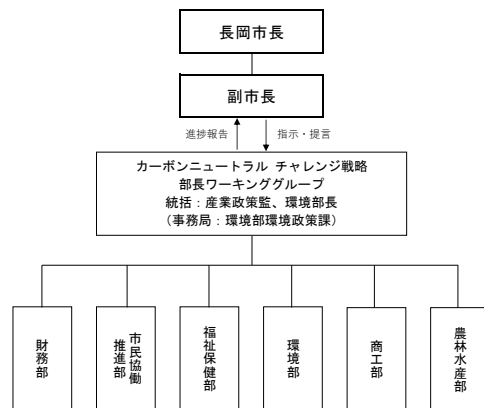 長岡市長
副市長
進捗報告
指示・提言
カーボンニュートラル チャレンジ戦略
部長ワーキンググループ
統括：産業政策監、環境部長
（事務局：環境部環境政策課）
財務部
市民協働
推進部
福祉保健部
環境部
商工部
農林水産部